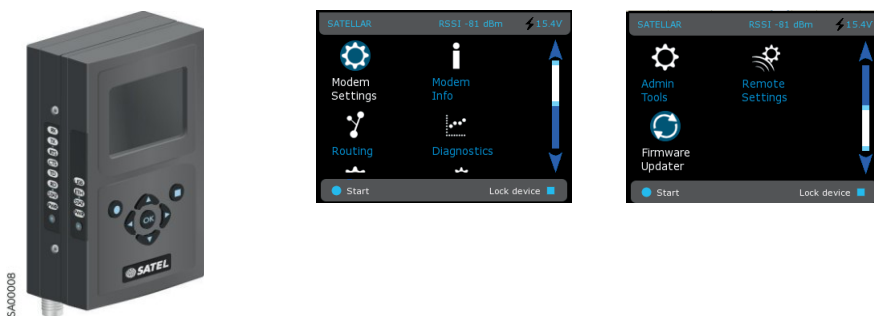 SATELLAR RSSI -81 dBm 15.4V
Modem Settings
Modem Info
Routing
Diagnostics
Start Lock device
SATELLAR RSSI -81 dBm 15.4V
Admin Tools
Remote Settings
Firmware Updater
Start Lock device
OK
SATEL
SA00008